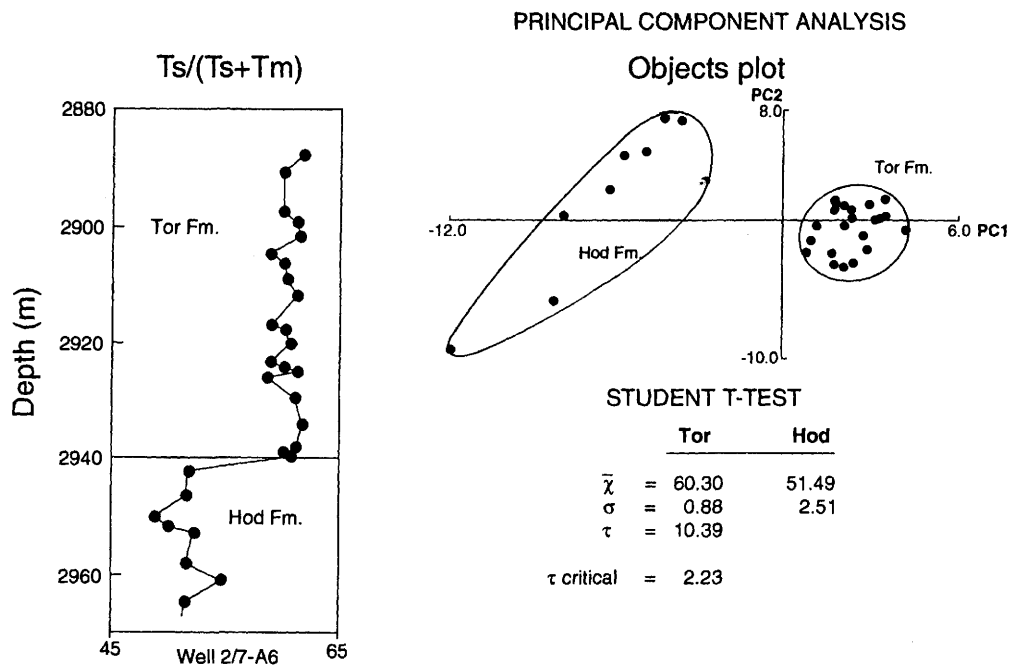 PRINCIPAL COMPONENT ANALYSIS
Ts/(Ts+Tm)
Objects plot
PC2
2880
8.0
Tor Fm.
2900
Tor Fm.
-12.0
6.0 PC1
Hod Fm.
Depth (m)
2920
-10.0
STUDENT T-TEST
Tor Hod
2940
χ̄ = 60.30 51.49
σ = 0.88 2.51
Hod Fm.
τ = 10.39
2960
τ critical = 2.23
45 65
Well 2/7-A6